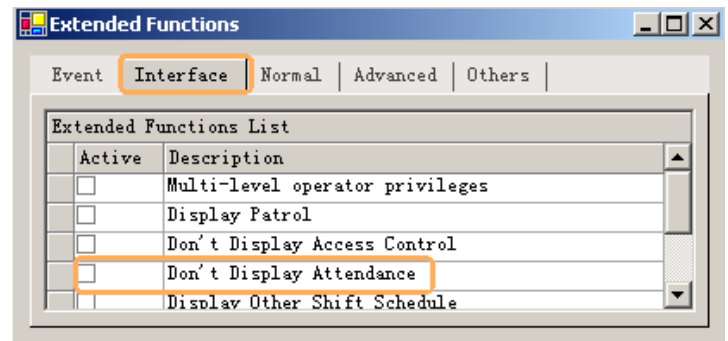 Extended Functions
Event Interface Normal Advanced Others
Extended Functions List
Active Description
Multi-level operator privileges
Display Patrol
Don't Display Access Control
Don't Display Attendance
Display Other Shift Schedule